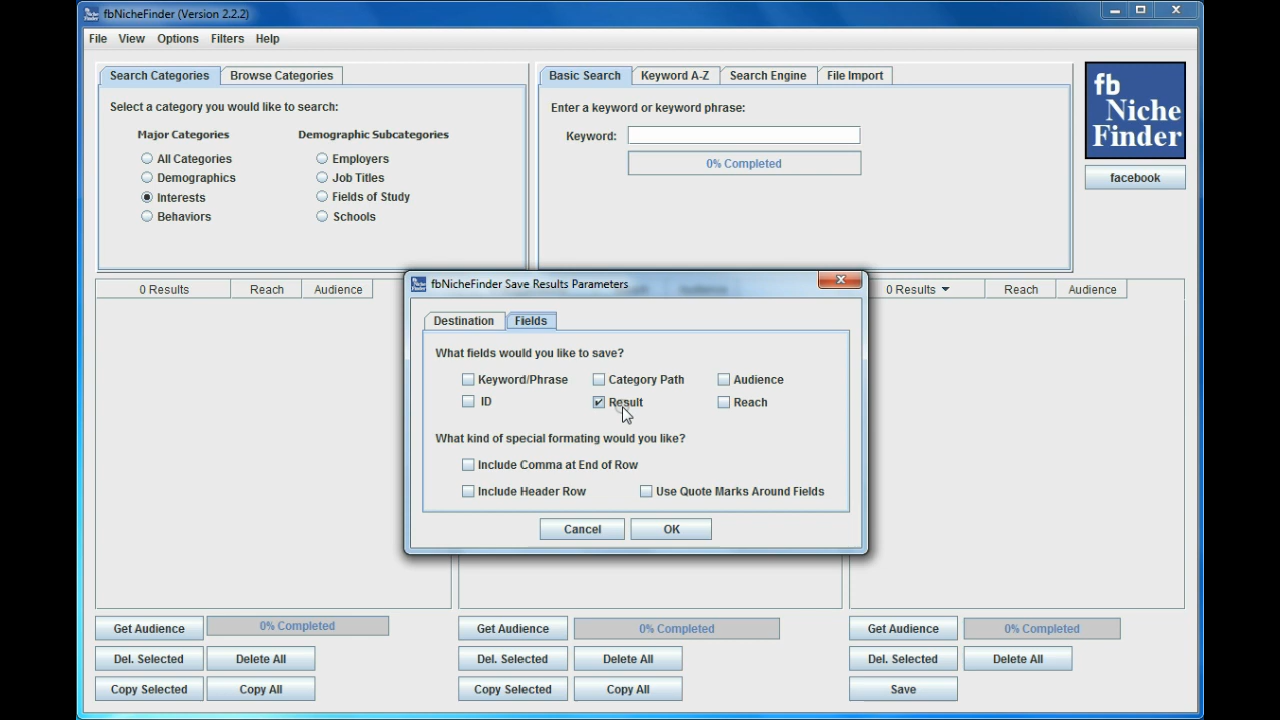 fbNicheFinder (Version 2.2.2)
File View Options Filters Help
Search Categories Browse Categories
Select a category you would like to search:
Major Categories Demographic Subcategories
All Categories Employers
Demographics Job Titles
Interests Fields of Study
Behaviors Schools
Basic Search Keyword A-Z Search Engine File Import
Enter a keyword or keyword phrase:
Keyword:
0% Completed
fb
Niche
Finder
facebook
0 Results Reach Audience
0 Results Reach Audience
fbNicheFinder Save Results Parameters
Destination Fields
What fields would you like to save?
Keyword/Phrase Category Path Audience
ID Result Reach
What kind of special formating would you like?
Include Comma at End of Row
Include Header Row Use Quote Marks Around Fields
Cancel OK
Get Audience 0% Completed Get Audience 0% Completed Get Audience 0% Completed
Del. Selected Delete All Del. Selected Delete All Del. Selected Delete All
Copy Selected Copy All Copy Selected Copy All Save